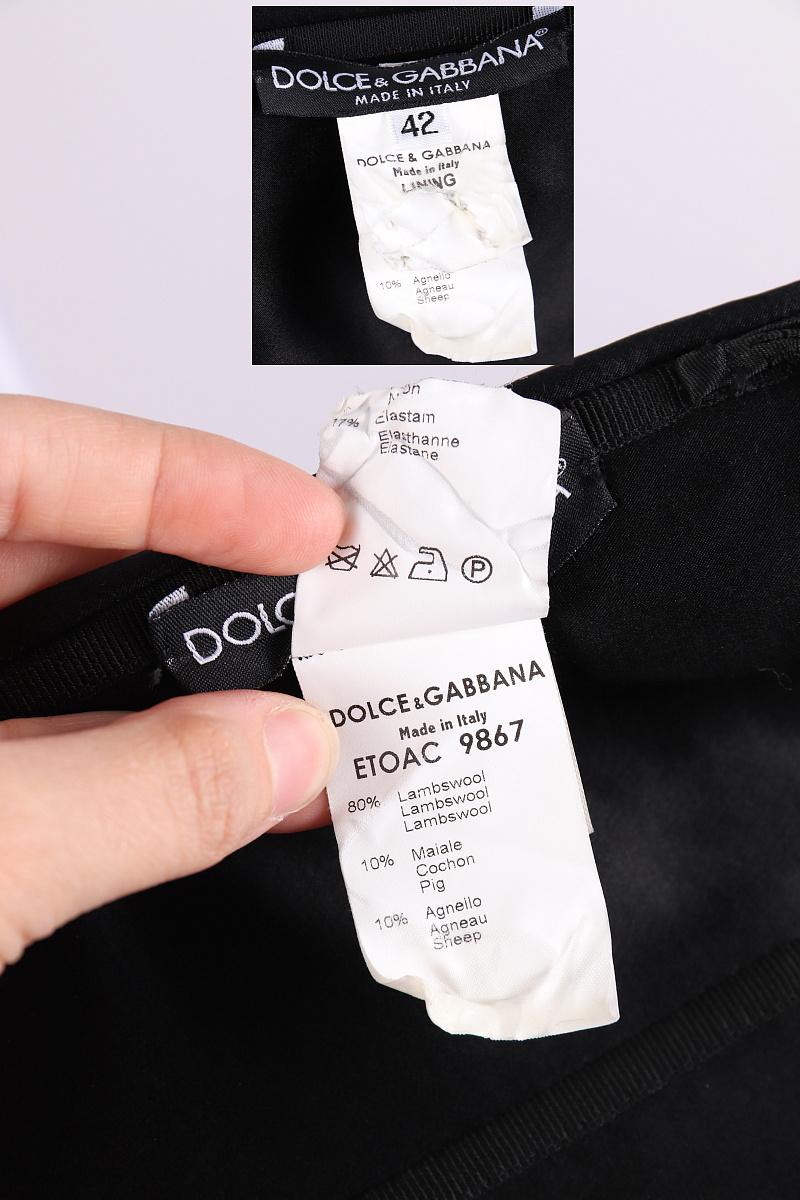 DOLCE & GABBANA®
MADE IN ITALY
42
DOLCE & GABBANA
Made in Italy
LINING
10% Agnello
Agneau
Sheep
17% Elastam
Elasthanne
Elastane
P
DOLC
DOLCE & GABBANA
Made in Italy
ETOAC 9867
80% Lambswool
Lambswool
Lambswool
10% Maiale
Cochon
Pig
10% Agnello
Agneau
Sheep